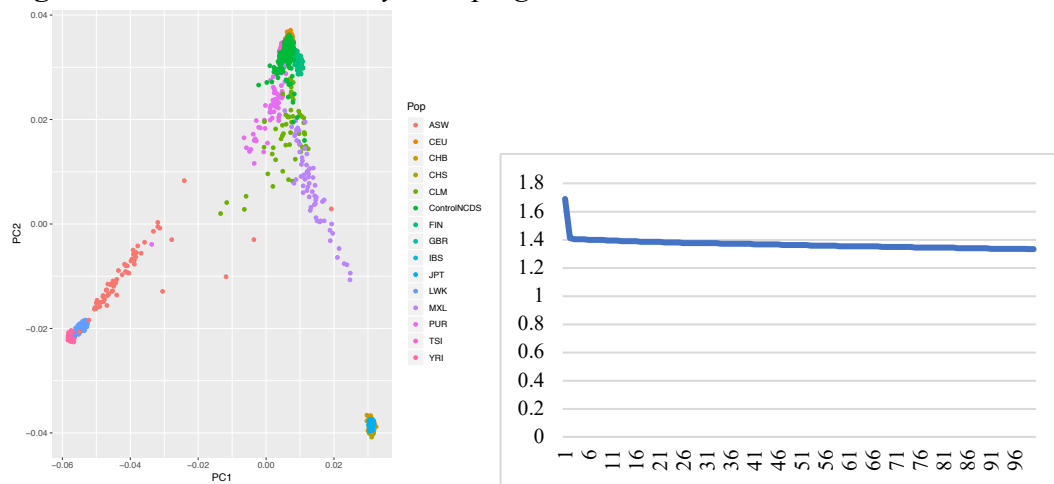 0.04
0.02
0.00
−0.02
−0.04
PC2
−0.06
−0.04
−0.02
0.00
0.02
PC1
Pop
ASW
CEU
CHB
CHS
CLM
ControlNCDS
FIN
GBR
IBS
JPT
LWK
MXL
PUR
TSI
YRI
1.8
1.6
1.4
1.2
1
0.8
0.6
0.4
0.2
0
1 6 11 16 21 26 31 36 41 46 51 56 61 66 71 76 81 86 91 96